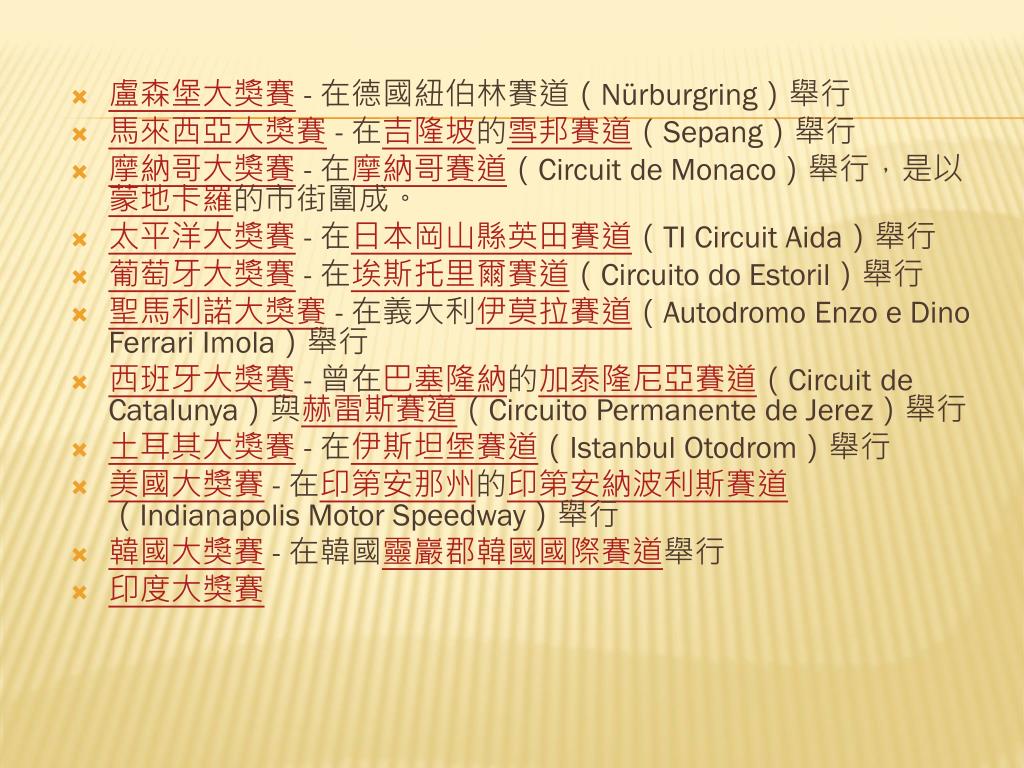 盧森堡大獎賽 - 在德國紐伯林賽道（Nürburgring）舉行
馬來西亞大獎賽 - 在吉隆坡的雪邦賽道（Sepang）舉行
摩納哥大獎賽 - 在摩納哥賽道（Circuit de Monaco）舉行，是以
蒙地卡羅的市街圍成。
太平洋大獎賽 - 在日本岡山縣英田賽道（TI Circuit Aida）舉行
葡萄牙大獎賽 - 在埃斯托里爾賽道（Circuito do Estoril）舉行
聖馬利諾大獎賽 - 在義大利伊莫拉賽道（Autodromo Enzo e Dino
Ferrari Imola）舉行
西班牙大獎賽 - 曾在巴塞隆納的加泰隆尼亞賽道（Circuit de
Catalunya）與赫雷斯賽道（Circuito Permanente de Jerez）舉行
土耳其大獎賽 - 在伊斯坦堡賽道（Istanbul Otodrom）舉行
美國大獎賽 - 在印第安那州的印第安納波利斯賽道
（Indianapolis Motor Speedway）舉行
韓國大獎賽 - 在韓國靈巖郡韓國國際賽道舉行
印度大獎賽